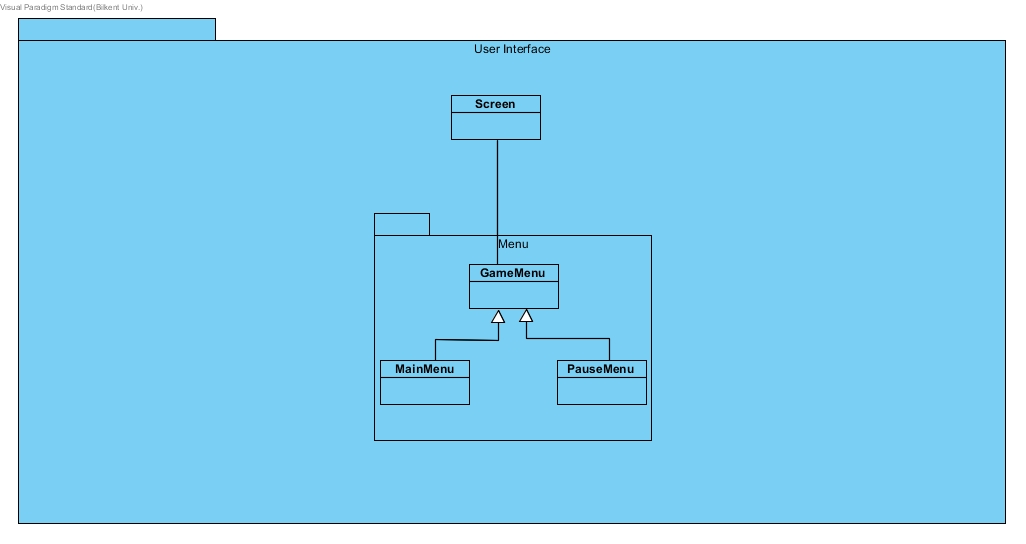 Visual Paradigm Standard(Bilkent Univ.)
User Interface
Screen
Menu
GameMenu
MainMenu
PauseMenu